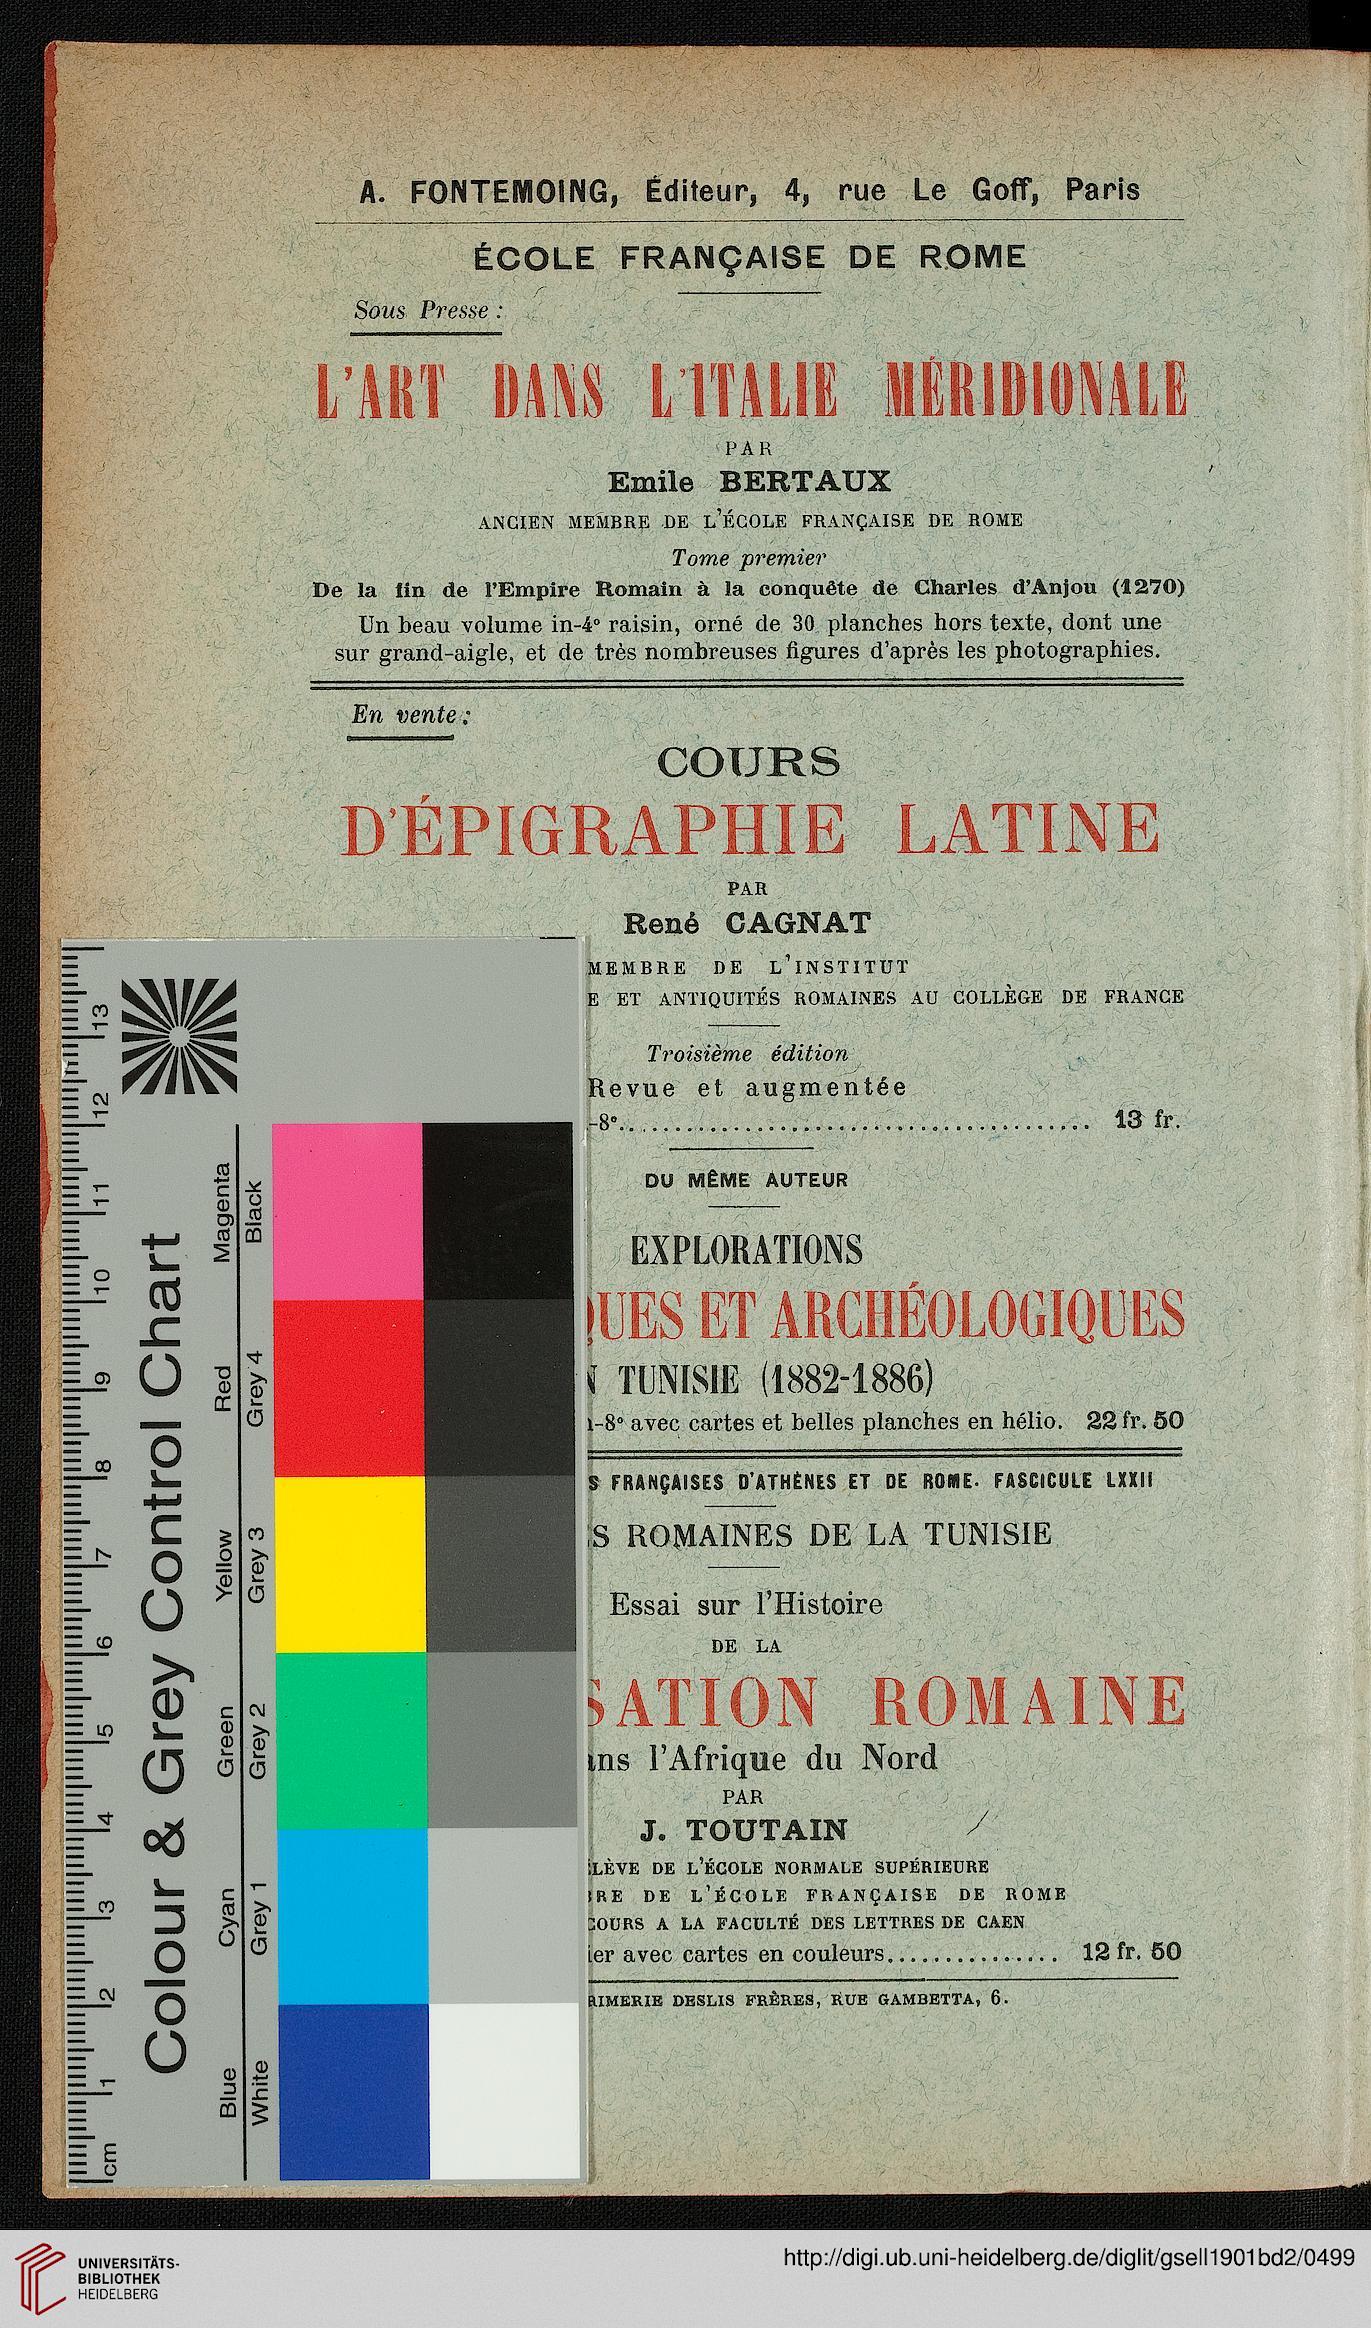 A. FONTEMOING, Éditeur, 4, rue Le Goff, Paris
ÉCOLE FRANÇAISE DE ROME
Sous Presse :
L'ART DANS L'ITALIE MÉRIDIONALE
PAR
Emile BERTAUX
ANCIEN MEMBRE DE L'ÉCOLE FRANÇAISE DE ROME
Tome premier
De la fin de l'Empire Romain à la conquête de Charles d'Anjou (1270)
Un beau volume in-4° raisin, orné de 30 planches hors texte, dont une
sur grand-aigle, et de très nombreuses figures d'après les photographies.
En vente :
COURS
D'ÉPIGRAPHIE LATINE
PAR
René CAGNAT
MEMBRE DE L'INSTITUT
E ET ANTIQUITÉS ROMAINES AU COLLÈGE DE FRANCE
Troisième édition
Revue et augmentée
-8°........................................ 13 fr.
DU MÊME AUTEUR
EXPLORATIONS
QUES ET ARCHÉOLOGIQUES
TUNISIE (1882-1886)
-8° avec cartes et belles planches en hélio. 22 fr. 50
S FRANÇAISES D'ATHÈNES ET DE ROME. FASCICULE LXXII
S ROMAINES DE LA TUNISIE
Essai sur l'Histoire
DE LA
SATION ROMAINE
ans l'Afrique du Nord
PAR
J. TOUTAIN
LÈVE DE L'ÉCOLE NORMALE SUPÉRIEURE
RE DE L'ÉCOLE FRANÇAISE DE ROME
COURS A LA FACULTÉ DES LETTRES DE CAEN
ier avec cartes en couleurs............... 12 fr. 50
RIMERIE DESLIS FRÈRES, RUE GAMBETTA, 6.
Colour & Grey Control Chart
Magenta Red Yellow Green Cyan Blue
Black Grey 4 Grey 3 Grey 2 Grey 1 White
13 12 11 10 9 8 7 6 5 4 3 2 1 cm
UNIVERSITÄTS-
BIBLIOTHEK
HEIDELBERG
http://digi.ub.uni-heidelberg.de/diglit/gsell1901bd2/0499